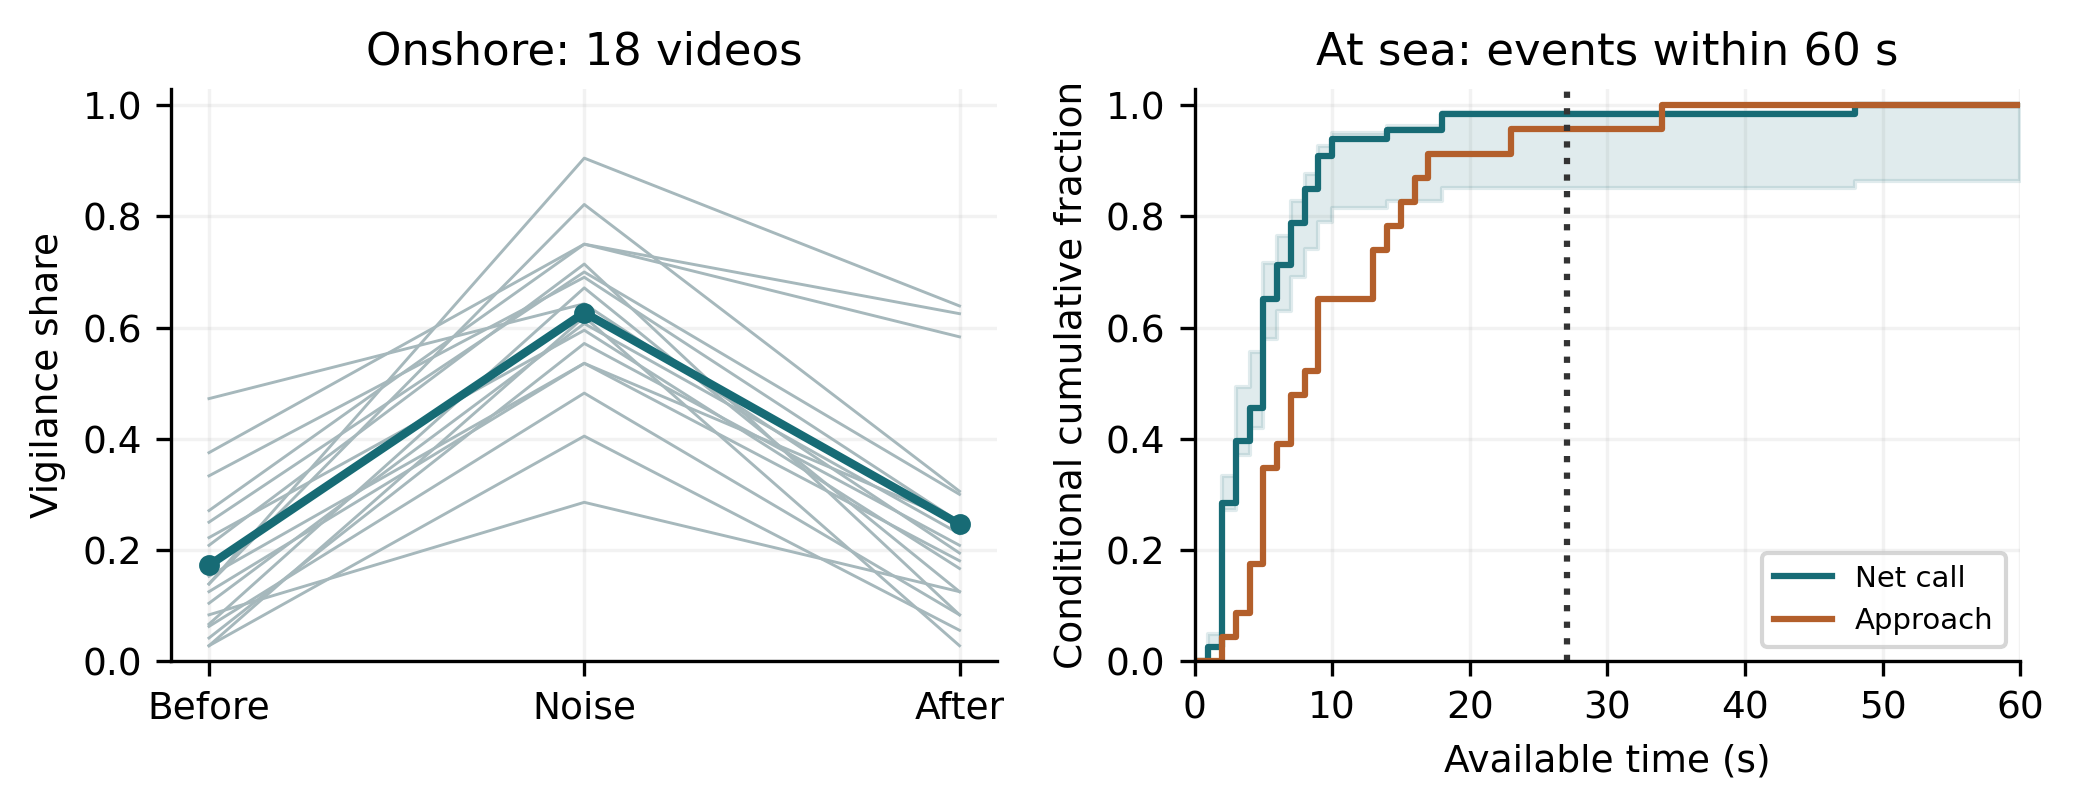 Onshore: 18 videos
Vigilance share
1.0
0.8
0.6
0.4
0.2
0.0
Before
Noise
After
At sea: events within 60 s
Conditional cumulative fraction
1.0
0.8
0.6
0.4
0.2
0.0
Net call
Approach
0
10
20
30
40
50
60
Available time (s)